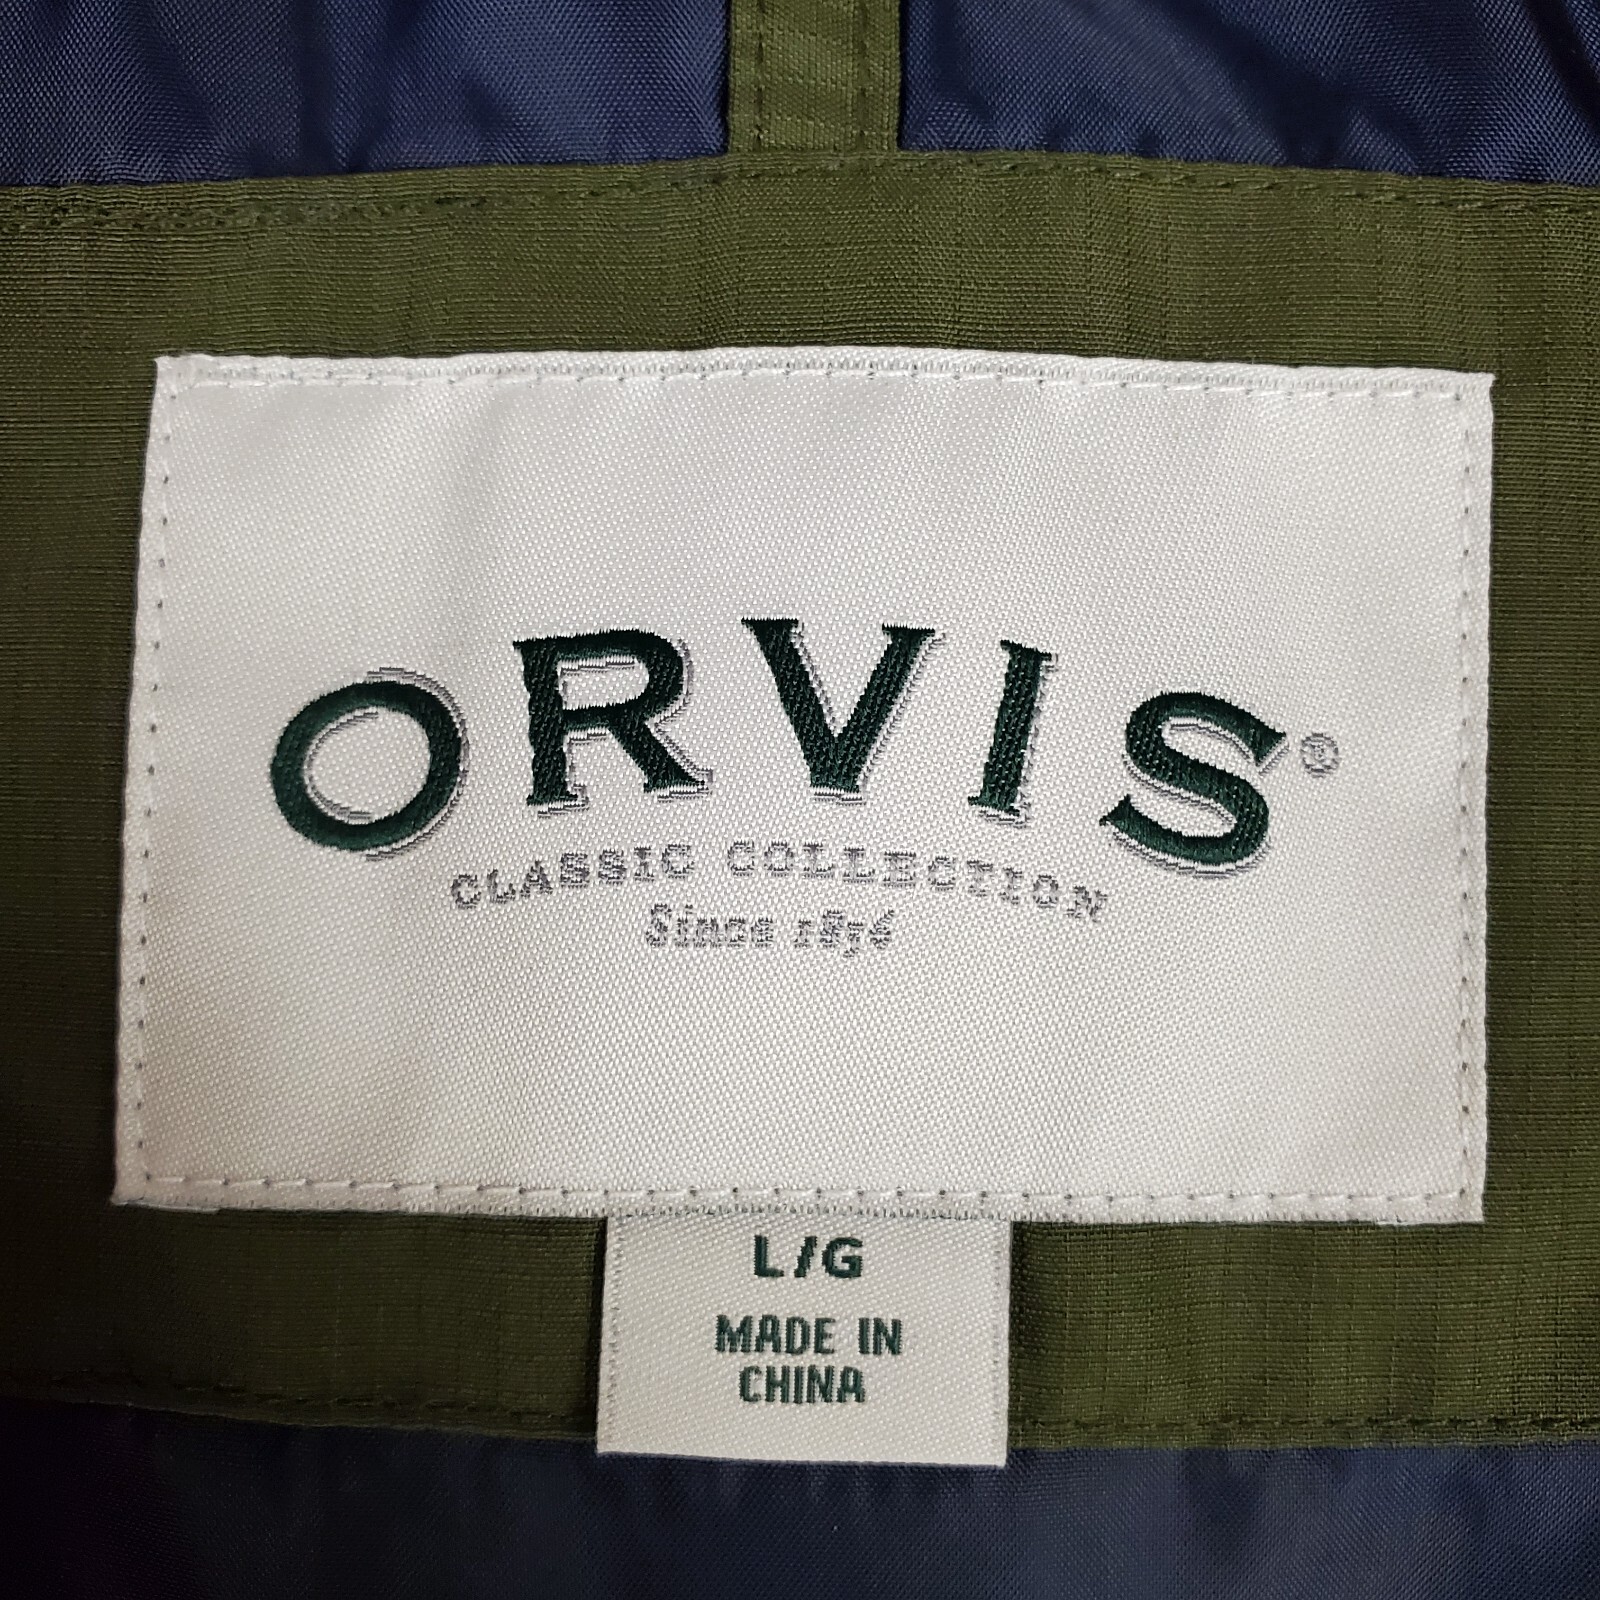 ORVIS®
CLASSIC COLLECTION
Since 1856
L/G
MADE IN
CHINA